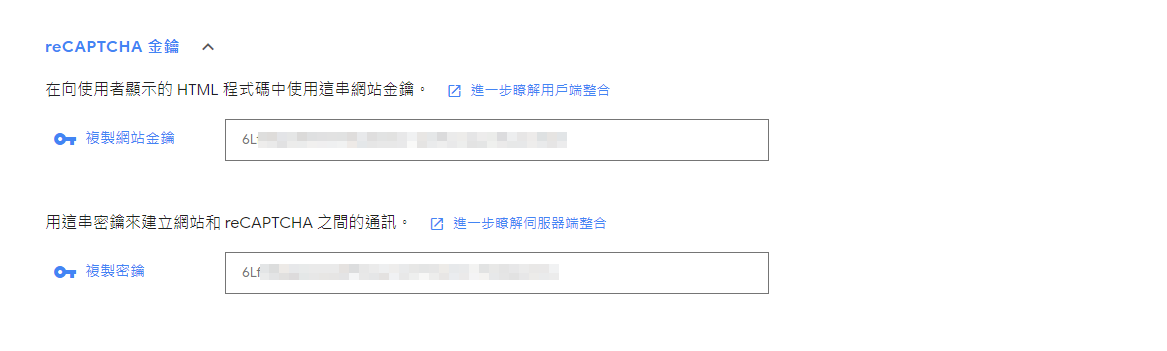 reCAPTCHA 金鑰
在向使用者顯示的 HTML 程式碼中使用這串網站金鑰。 進一步瞭解用戶端整合
複製網站金鑰 6L
用這串密鑰來建立網站和 reCAPTCHA 之間的通訊。 進一步瞭解伺服器端整合
複製密鑰 6Lf